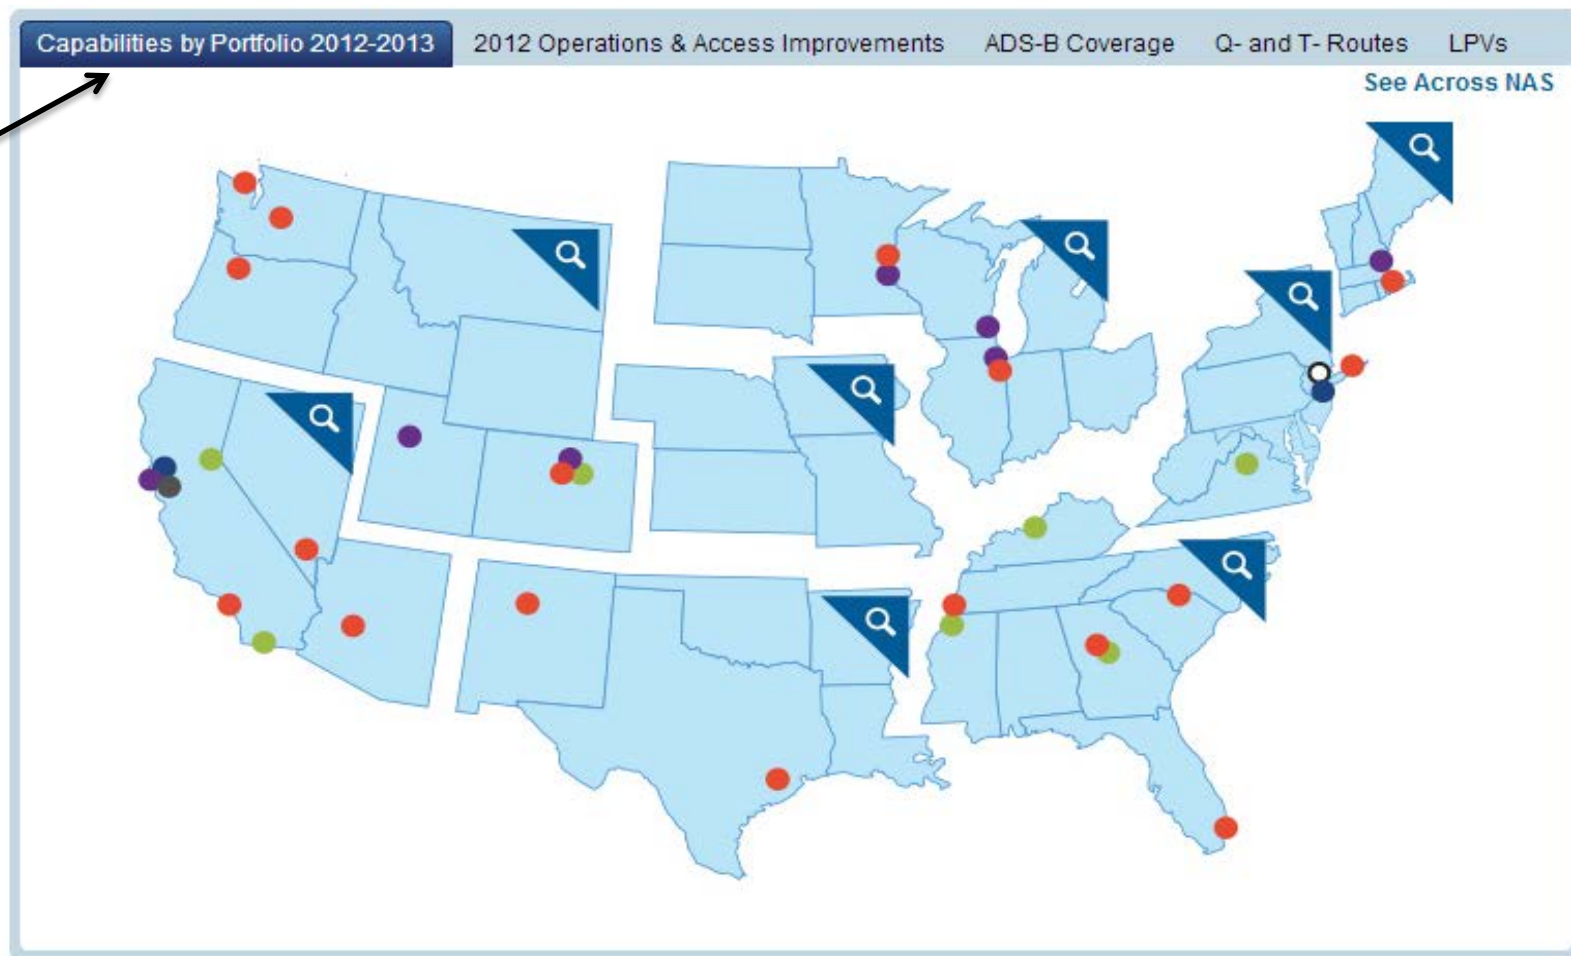 Capabilities by Portfolio 2012-2013 2012 Operations & Access Improvements ADS-B Coverage Q- and T- Routes LPVs
See Across NAS